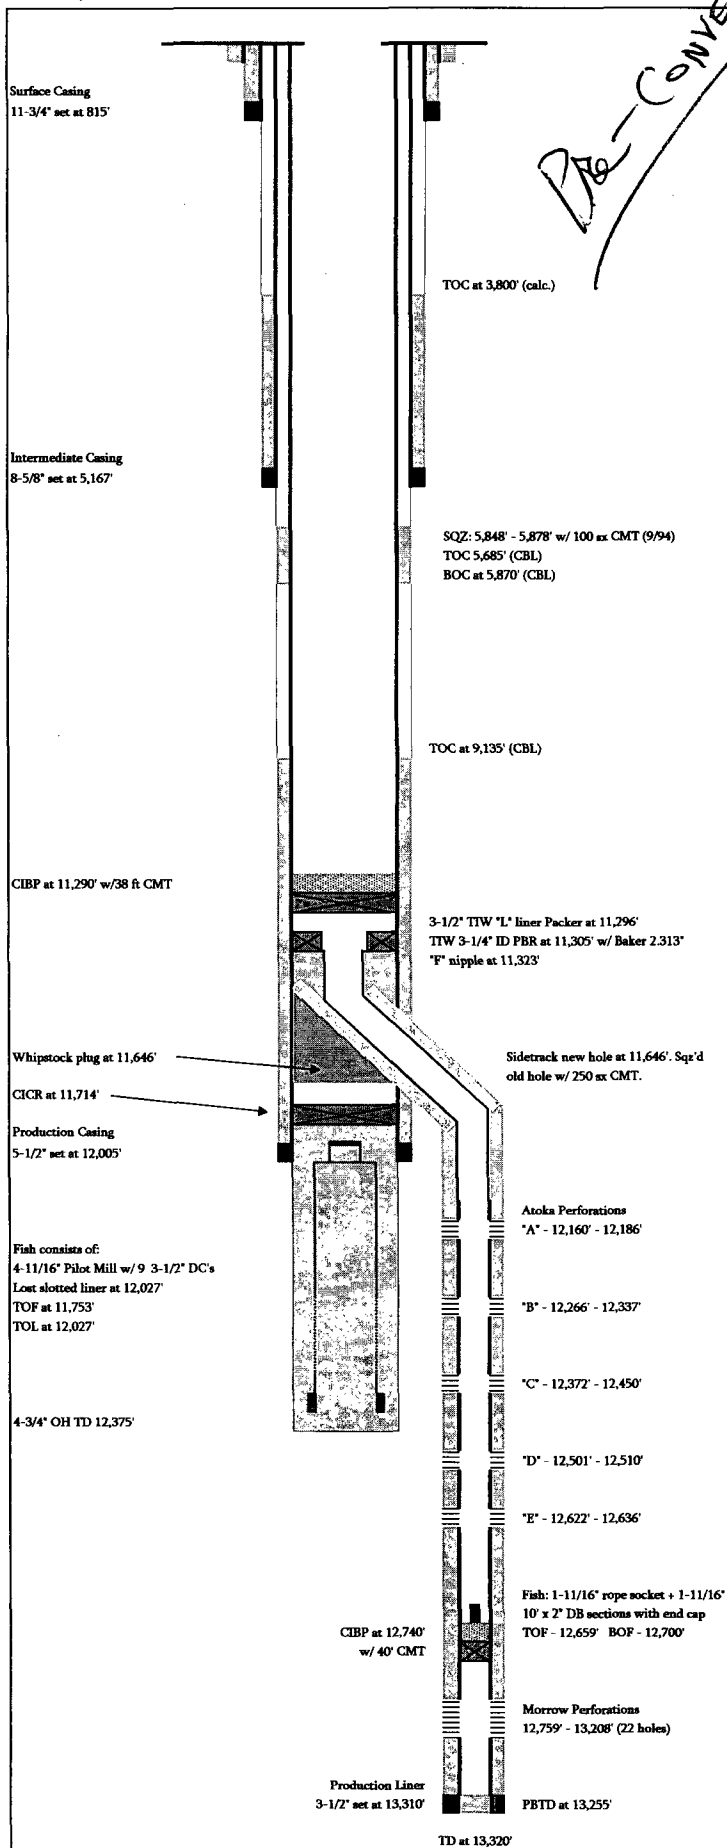 Surface Casing
11-3/4" set at 815'
TOC at 3,800' (calc.)
Intermediate Casing
8-5/8" set at 5,167'
SQZ: 5,848' - 5,878' w/ 100 sx CMT (9/94)
TOC 5,685' (CBL)
BOC at 5,870' (CBL)
TOC at 9,135' (CBL)
CIBP at 11,290' w/38 ft CMT
3-1/2" TIW "L" liner Packer at 11,296'
TIW 3-1/4" ID PBR at 11,305' w/ Baker 2.313"
"F" nipple at 11,323'
Whipstock plug at 11,646'
Sidetrack new hole at 11,646'. Sqz'd
old hole w/ 250 sx CMT.
CICR at 11,714'
Production Casing
5-1/2" set at 12,005'
Atoka Perforations
"A" - 12,160' - 12,186'
Fish consists of:
4-11/16" Pilot Mill w/ 9 3-1/2" DC's
Lost slotted liner at 12,027'
TOF at 11,753'
TOL at 12,027'
"B" - 12,266' - 12,337'
"C" - 12,372' - 12,450'
4-3/4" OH TD 12,375'
"D" - 12,501' - 12,510'
"E" - 12,622' - 12,636'
Fish: 1-11/16" rope socket + 1-11/16"
10' x 2" DB sections with end cap
TOF - 12,659' BOF - 12,700'
CIBP at 12,740'
w/ 40' CMT
Morrow Perforations
12,759' - 13,208' (22 holes)
Production Liner
3-1/2" set at 13,310'
PBTD at 13,255'
TD at 13,320'